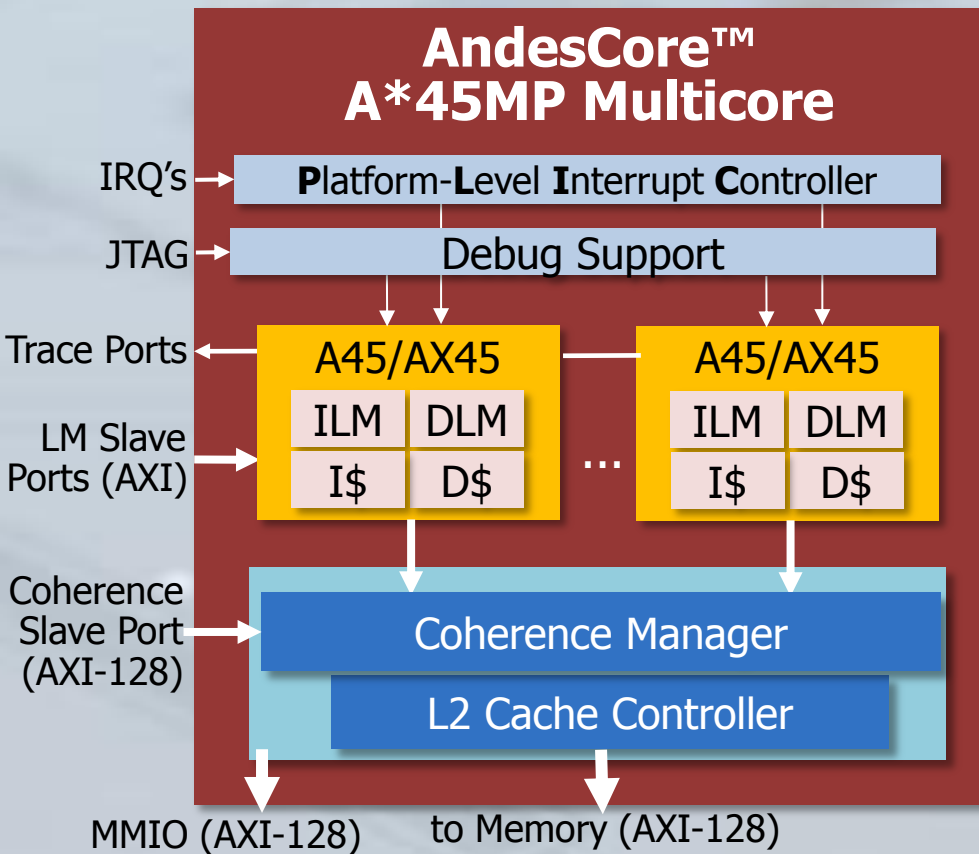 AndesCore™
A*45MP Multicore
IRQ's
Platform-Level Interrupt Controller
JTAG
Debug Support
Trace Ports
A45/AX45
ILM
DLM
I$
D$
...
A45/AX45
ILM
DLM
I$
D$
LM Slave
Ports (AXI)
Coherence
Slave Port
(AXI-128)
Coherence Manager
L2 Cache Controller
MMIO (AXI-128)
to Memory (AXI-128)